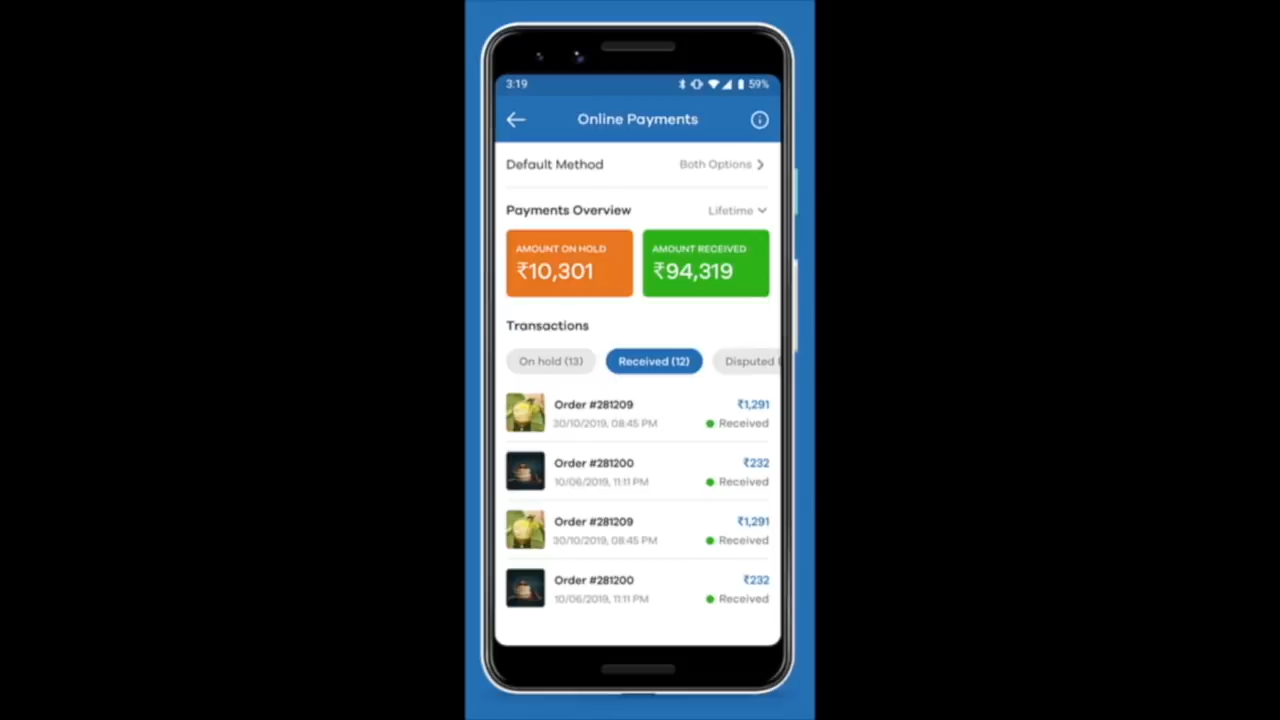 3:19 59%
Online Payments
Default Method Both Options
Payments Overview Lifetime
AMOUNT ON HOLD AMOUNT RECEIVED
₹10,301 ₹94,319
Transactions
On hold (13) Received (12) Disputed (
Order #281209 ₹1,291
30/10/2019, 08:45 PM Received
Order #281200 ₹232
10/06/2019, 11:11 PM Received
Order #281209 ₹1,291
30/10/2019, 08:45 PM Received
Order #281200 ₹232
10/06/2019, 11:11 PM Received